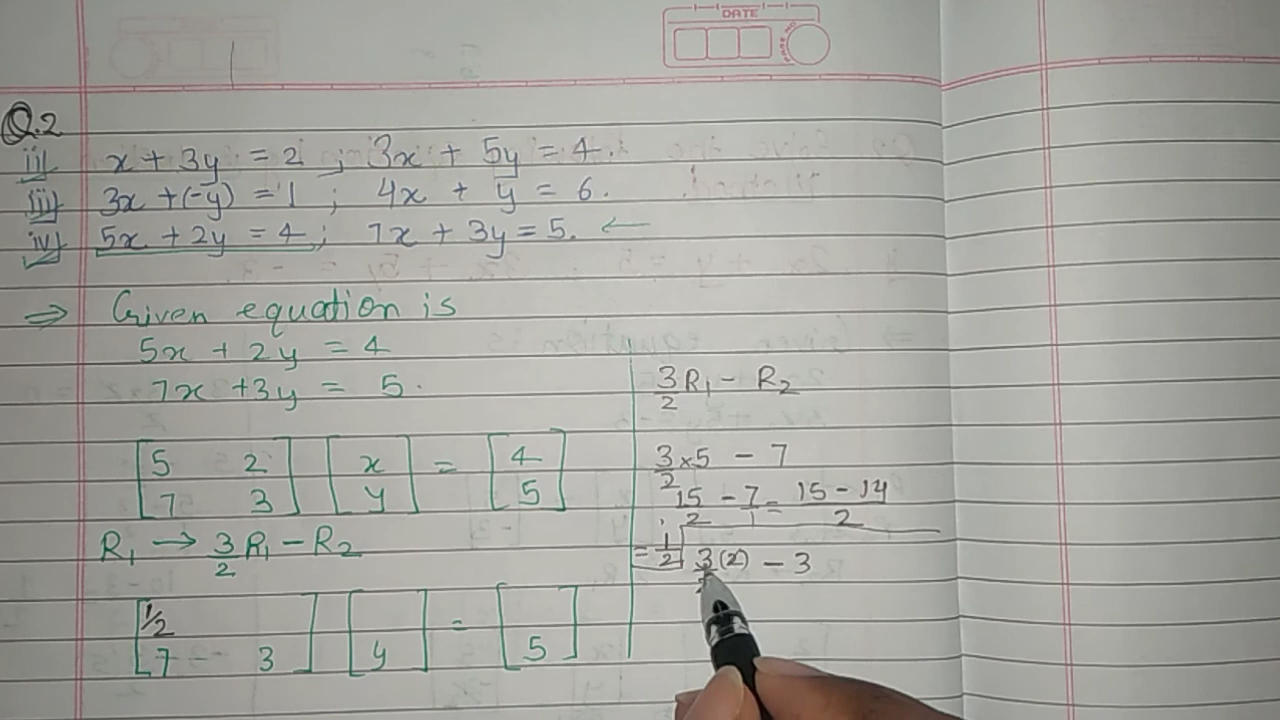 DATE
Q.2
ii) x + 3y = 2 ; 3x + 5y = 4.
iii) 3x +(-y) = 1 ; 4x + y = 6.
iv) 5x + 2y = 4 ; 7x + 3y = 5. ←
⇒ Given equation is
5x + 2y = 4
7x + 3y = 5.
[5 2] [x] = [4]
[7 3] [y] = [5]
R₁ → 3/2 R₁ - R₂
[1/2
7 - 3] [y] = [5]
3/2 R₁ - R₂
3/2 × 5 - 7
15/2 - 7/1 = 15 - 14/2
= 1/2
3/2 (2) - 3